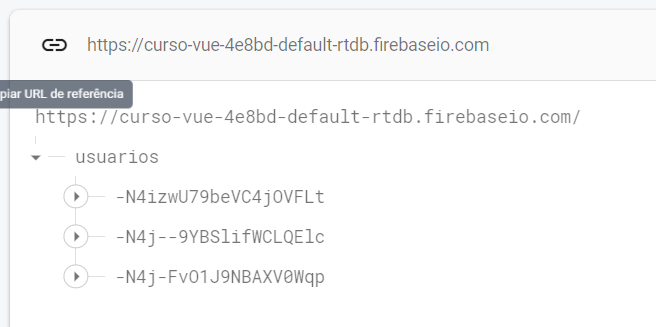 https://curso-vue-4e8bd-default-rtdb.firebaseio.com
piar URL de referência
https://curso-vue-4e8bd-default-rtdb.firebaseio.com/
usuarios
-N4izwU79beVC4jOVFLt
-N4j--9YBSlifWCLQElc
-N4j-FvO1J9NBAXV0Wqp